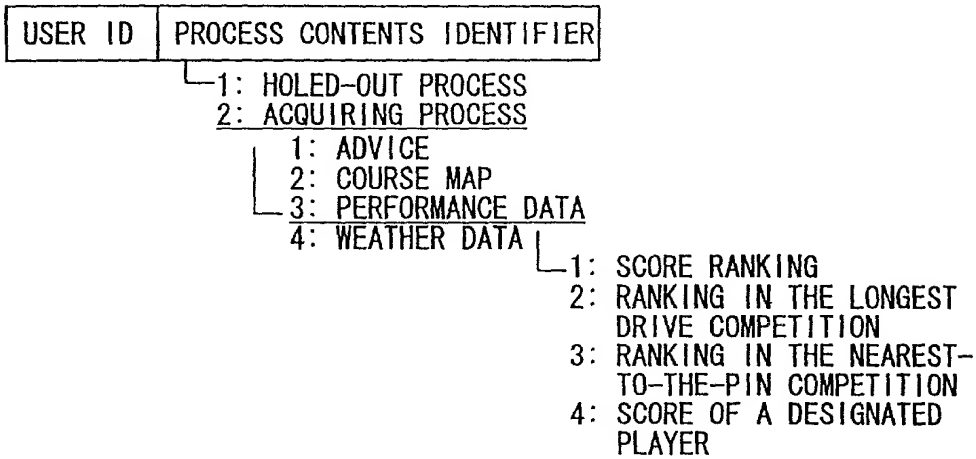 USER ID PROCESS CONTENTS IDENTIFIER
1: HOLED-OUT PROCESS
2: ACQUIRING PROCESS
1: ADVICE
2: COURSE MAP
3: PERFORMANCE DATA
4: WEATHER DATA
1: SCORE RANKING
2: RANKING IN THE LONGEST
DRIVE COMPETITION
3: RANKING IN THE NEAREST-
TO-THE-PIN COMPETITION
4: SCORE OF A DESIGNATED
PLAYER